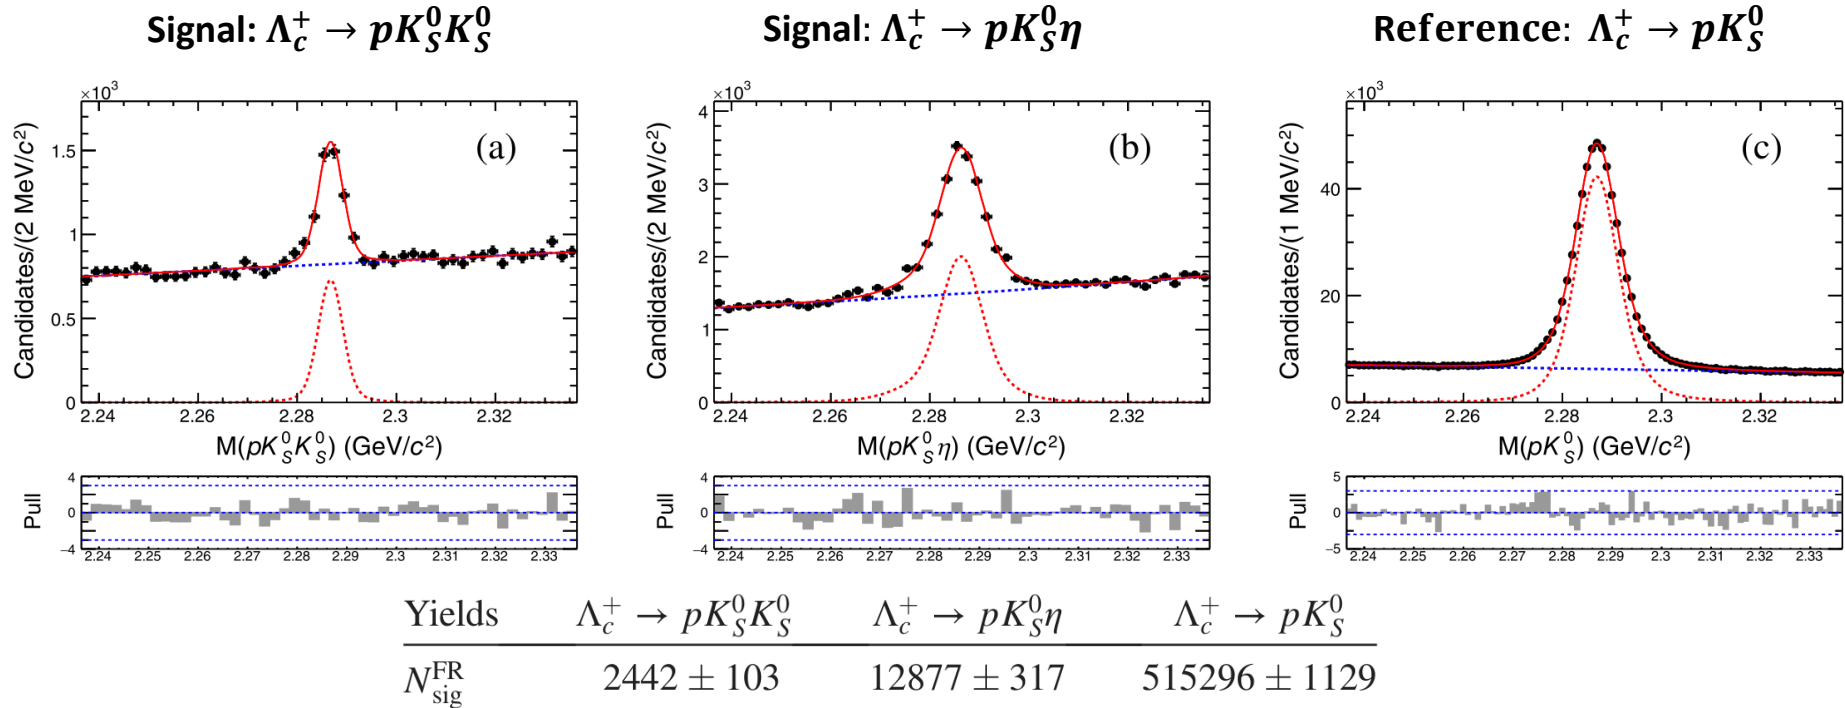 Signal: Λc+ → pKS0KS0
Signal: Λc+ → pKS0η
Reference: Λc+ → pKS0
×10³
Candidates/(2 MeV/c²)
1.5
1
0.5
0
(a)
2.24 2.26 2.28 2.3 2.32
M(pKS0KS0) (GeV/c²)
Pull
4
0
−4
2.24 2.25 2.26 2.27 2.28 2.29 2.3 2.31 2.32 2.33
×10³
Candidates/(2 MeV/c²)
4
3
2
1
0
(b)
2.24 2.26 2.28 2.3 2.32
M(pKS0η) (GeV/c²)
Pull
4
0
−4
2.24 2.25 2.26 2.27 2.28 2.29 2.3 2.31 2.32 2.33
×10³
Candidates/(1 MeV/c²)
40
20
0
(c)
2.24 2.26 2.28 2.3 2.32
M(pKS0) (GeV/c²)
Pull
5
0
−5
2.24 2.25 2.26 2.27 2.28 2.29 2.3 2.31 2.32 2.33
Yields Λc+ → pKS0KS0 Λc+ → pKS0η Λc+ → pKS0
NsigFR 2442 ± 103 12877 ± 317 515296 ± 1129